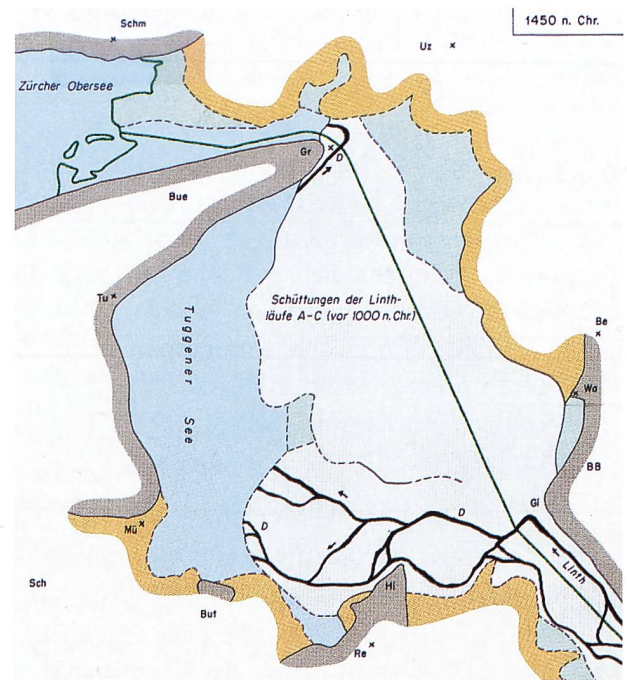 Schm
1450 n. Chr.
Uz
Zürcher Obersee
Gr
D
Bue
Tu
Schüttungen der Linth-
läufe A-C (vor 1000 n. Chr.)
Tuggener See
Be
Wa
BB
Gl
D
D
Mü
Linth
Sch
Hl
But
Re